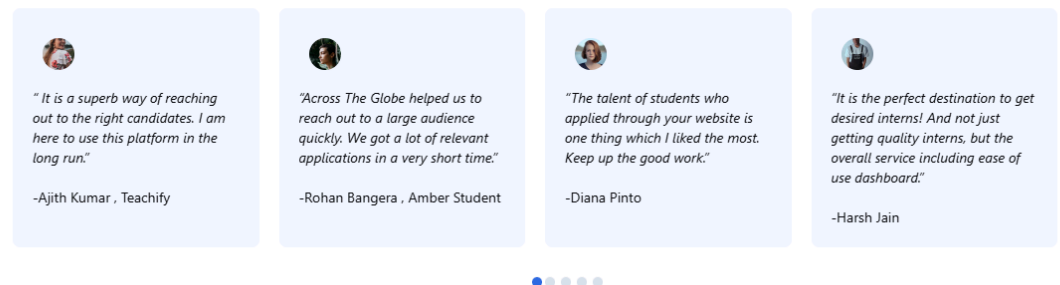 “ It is a superb way of reaching
out to the right candidates. I am
here to use this platform in the
long run.”
-Ajith Kumar , Teachify
“Across The Globe helped us to
reach out to a large audience
quickly. We got a lot of relevant
applications in a very short time.”
-Rohan Bangera , Amber Student
“The talent of students who
applied through your website is
one thing which I liked the most.
Keep up the good work.”
-Diana Pinto
“It is the perfect destination to get
desired interns! And not just
getting quality interns, but the
overall service including ease of
use dashboard.”
-Harsh Jain